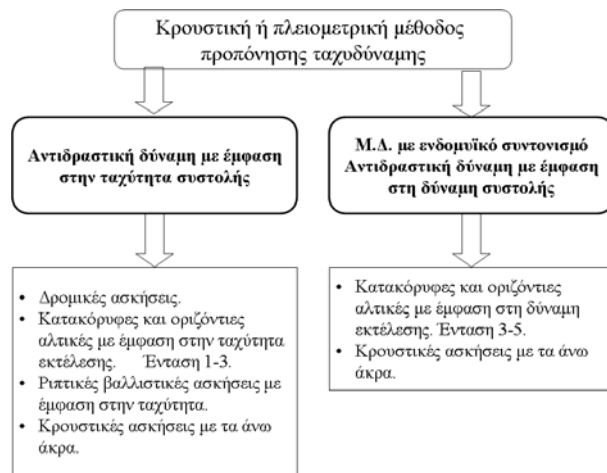 Κρουστική ή πλειομετρική μέθοδος
προπόνησης ταχυδύναμης
Αντιδραστική δύναμη με έμφαση
στην ταχύτητα συστολής
Μ.Δ. με ενδομυϊκό συντονισμό
Αντιδραστική δύναμη με έμφαση
στη δύναμη συστολής
• Δρομικές ασκήσεις.
• Κατακόρυφες και οριζόντιες
αλτικές με έμφαση στην ταχύτητα
εκτέλεσης. Ένταση 1-3.
• Ριπτικές βαλλιστικές ασκήσεις με
έμφαση στην ταχύτητα.
• Κρουστικές ασκήσεις με τα άνω
άκρα.
• Κατακόρυφες και οριζόντιες
αλτικές με έμφαση στη δύναμη
εκτέλεσης. Ένταση 3-5.
• Κρουστικές ασκήσεις με τα άνω
άκρα.